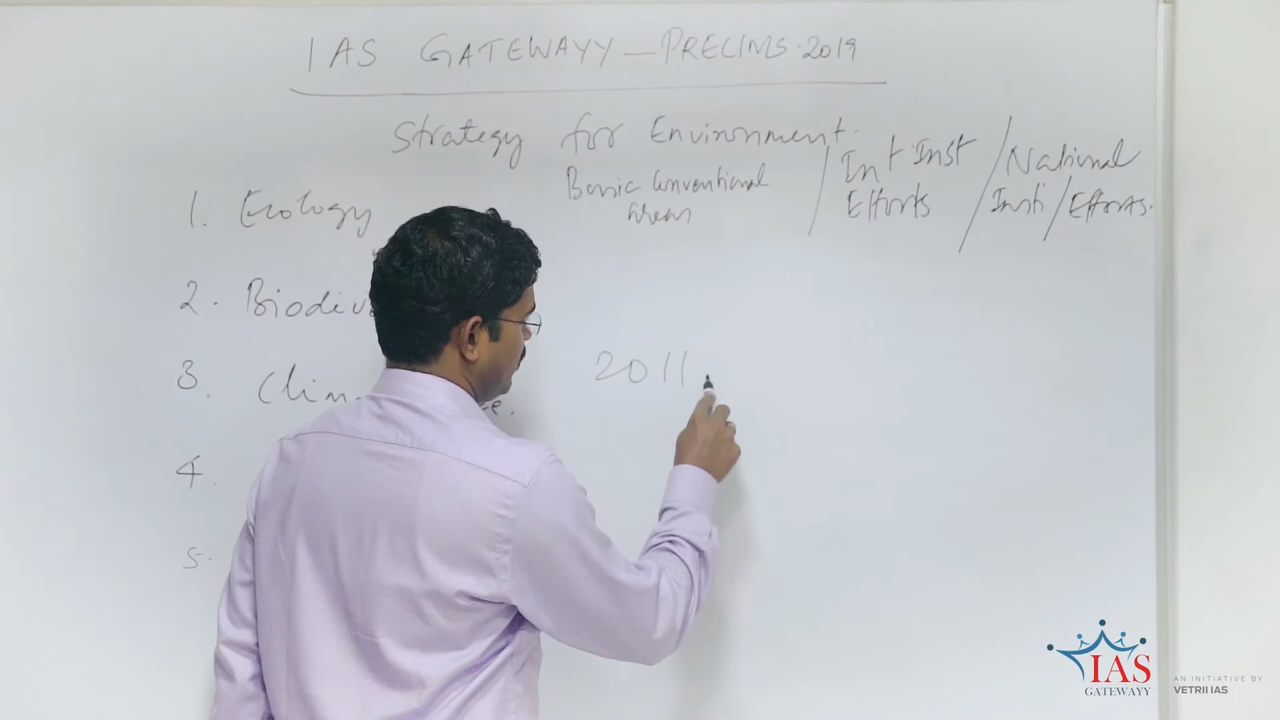 IAS GATEWAYY — PRELIMS-2019
Strategy for Environment.
Basic Conventional / Int Inst / National
areas Efforts Insti / Efforts.
1. Ecology
2. Biodiv
3. Clim e.
2011
4.
5.
IAS
GATEWAYY
AN INITIATIVE BY
VETRII IAS